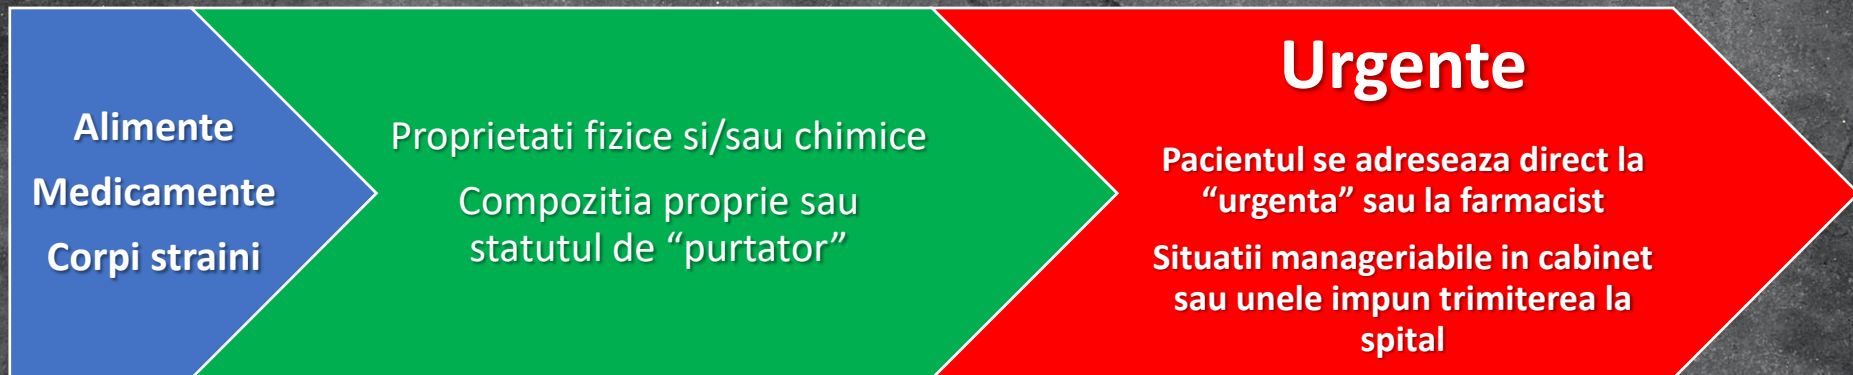 Alimente
Medicamente
Corpi straini
Proprietati fizice si/sau chimice
Compozitia proprie sau
statutul de “purtator”
Urgente
Pacientul se adreseaza direct la
“urgenta” sau la farmacist
Situatii manageriabile in cabinet
sau unele impun trimiterea la
spital